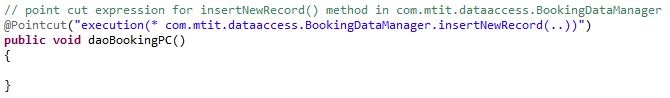 // point cut expression for insertNewRecord() method in com.mtit.dataaccess.BookingDataManager
@Pointcut("execution(* com.mtit.dataaccess.BookingDataManager.insertNewRecord(..))")
public void daoBookingPC()
{
}